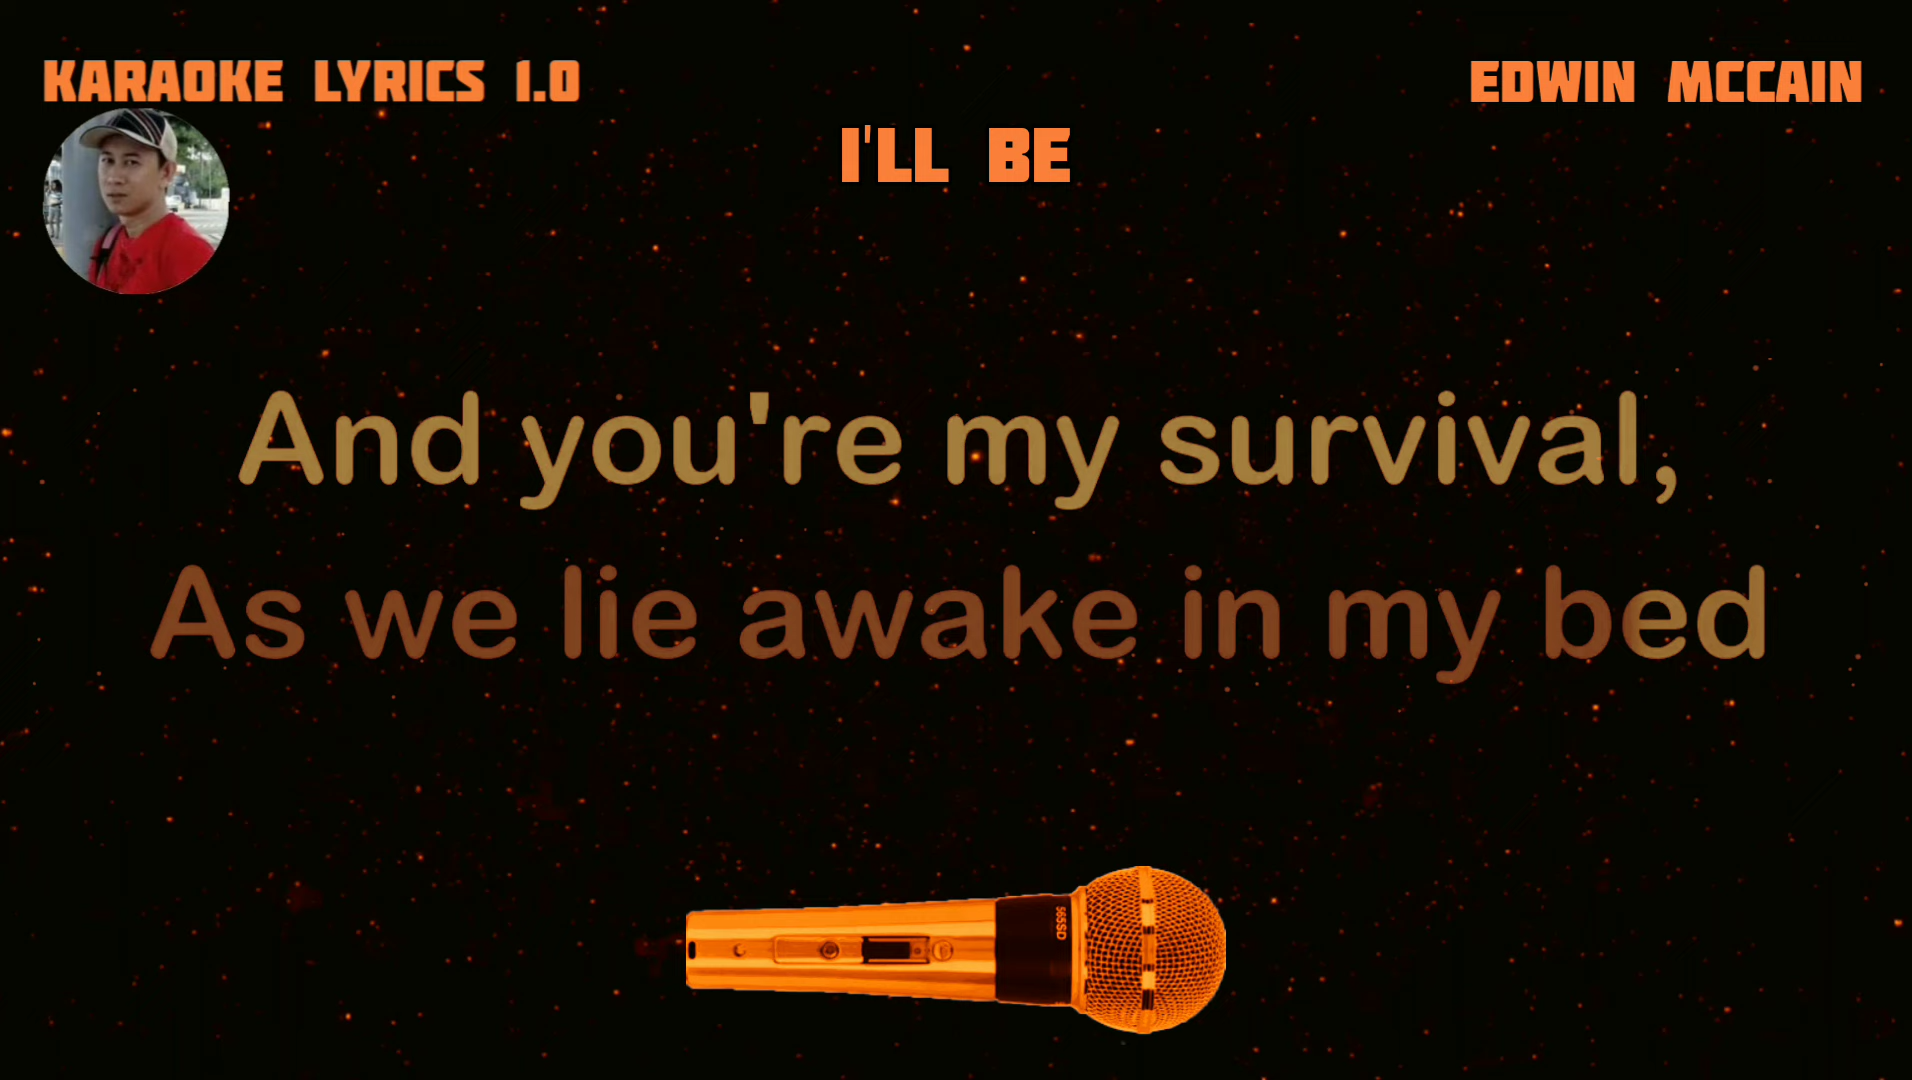 KARAOKE LYRICS 1.0
EDWIN MCCAIN
I'LL BE
And you're my survival,
As we lie awake in my bed
565SD